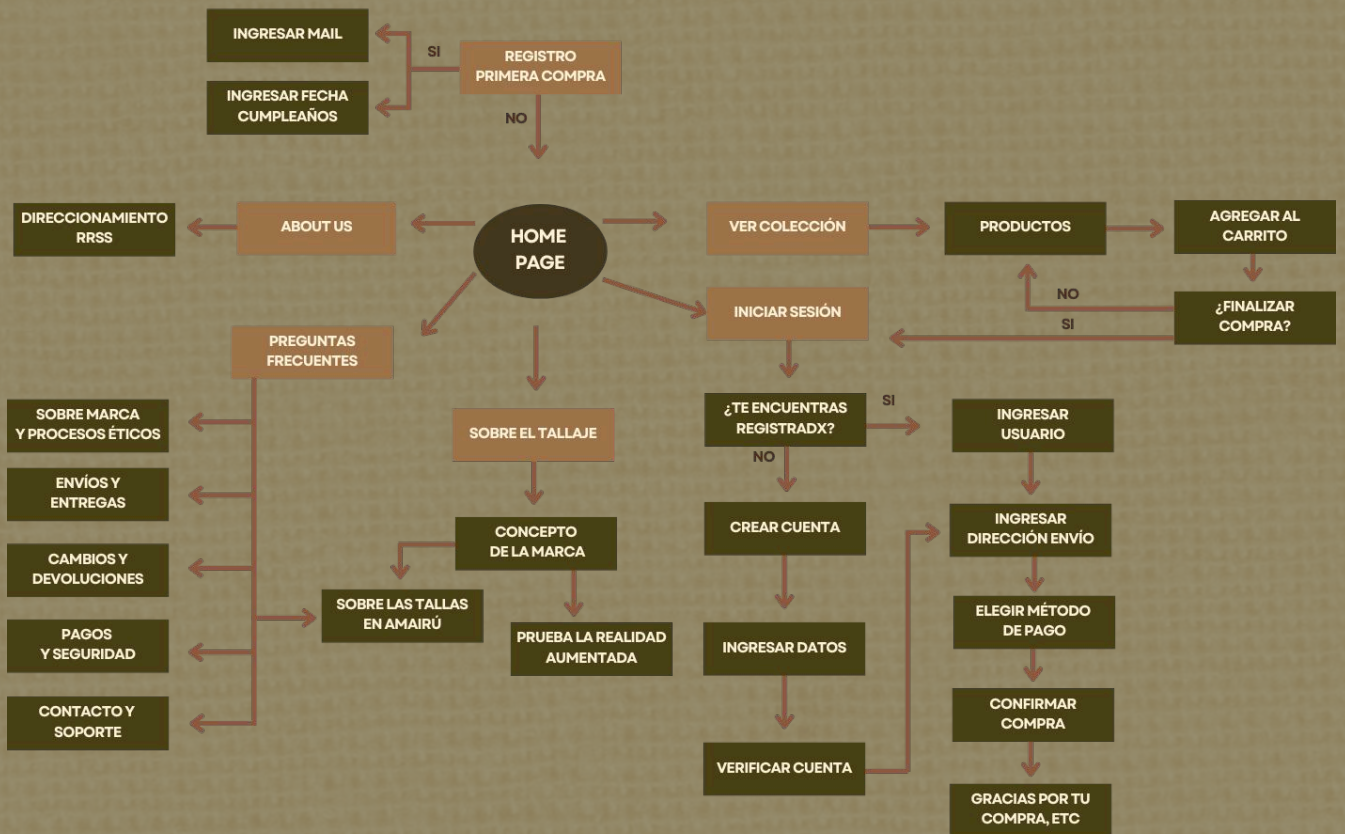 INGRESAR MAIL
SI
REGISTRO
PRIMERA COMPRA
INGRESAR FECHA
CUMPLEAÑOS
NO
DIRECCIONAMIENTO
RRSS
ABOUT US
HOME
PAGE
VER COLECCIÓN
PRODUCTOS
AGREGAR AL
CARRITO
INICIAR SESIÓN
NO
SI
¿FINALIZAR
COMPRA?
PREGUNTAS
FRECUENTES
SOBRE MARCA
Y PROCESOS ÉTICOS
ENVÍOS Y
ENTREGAS
CAMBIOS Y
DEVOLUCIONES
PAGOS
Y SEGURIDAD
CONTACTO Y
SOPORTE
SOBRE EL TALLAJE
CONCEPTO
DE LA MARCA
SOBRE LAS TALLAS
EN AMAIRÚ
PRUEBA LA REALIDAD
AUMENTADA
¿TE ENCUENTRAS
REGISTRADX?
SI
NO
CREAR CUENTA
INGRESAR DATOS
VERIFICAR CUENTA
INGRESAR
USUARIO
INGRESAR
DIRECCIÓN ENVÍO
ELEGIR MÉTODO
DE PAGO
CONFIRMAR
COMPRA
GRACIAS POR TU
COMPRA, ETC